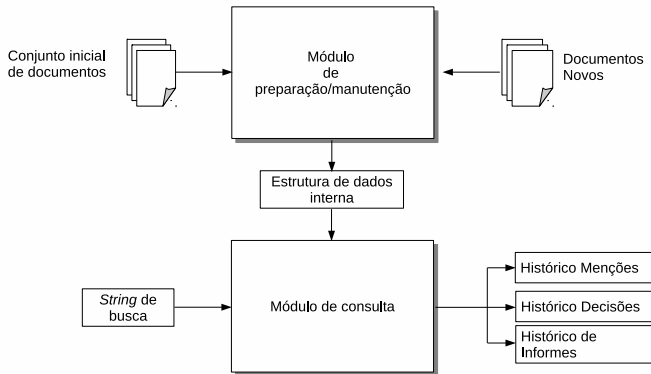 Conjunto inicial
de documentos
Módulo
de
preparação/manutenção
Documentos
Novos
Estrutura de dados
interna
String de
busca
Módulo de consulta
Histórico Menções
Histórico Decisões
Histórico de
Informes